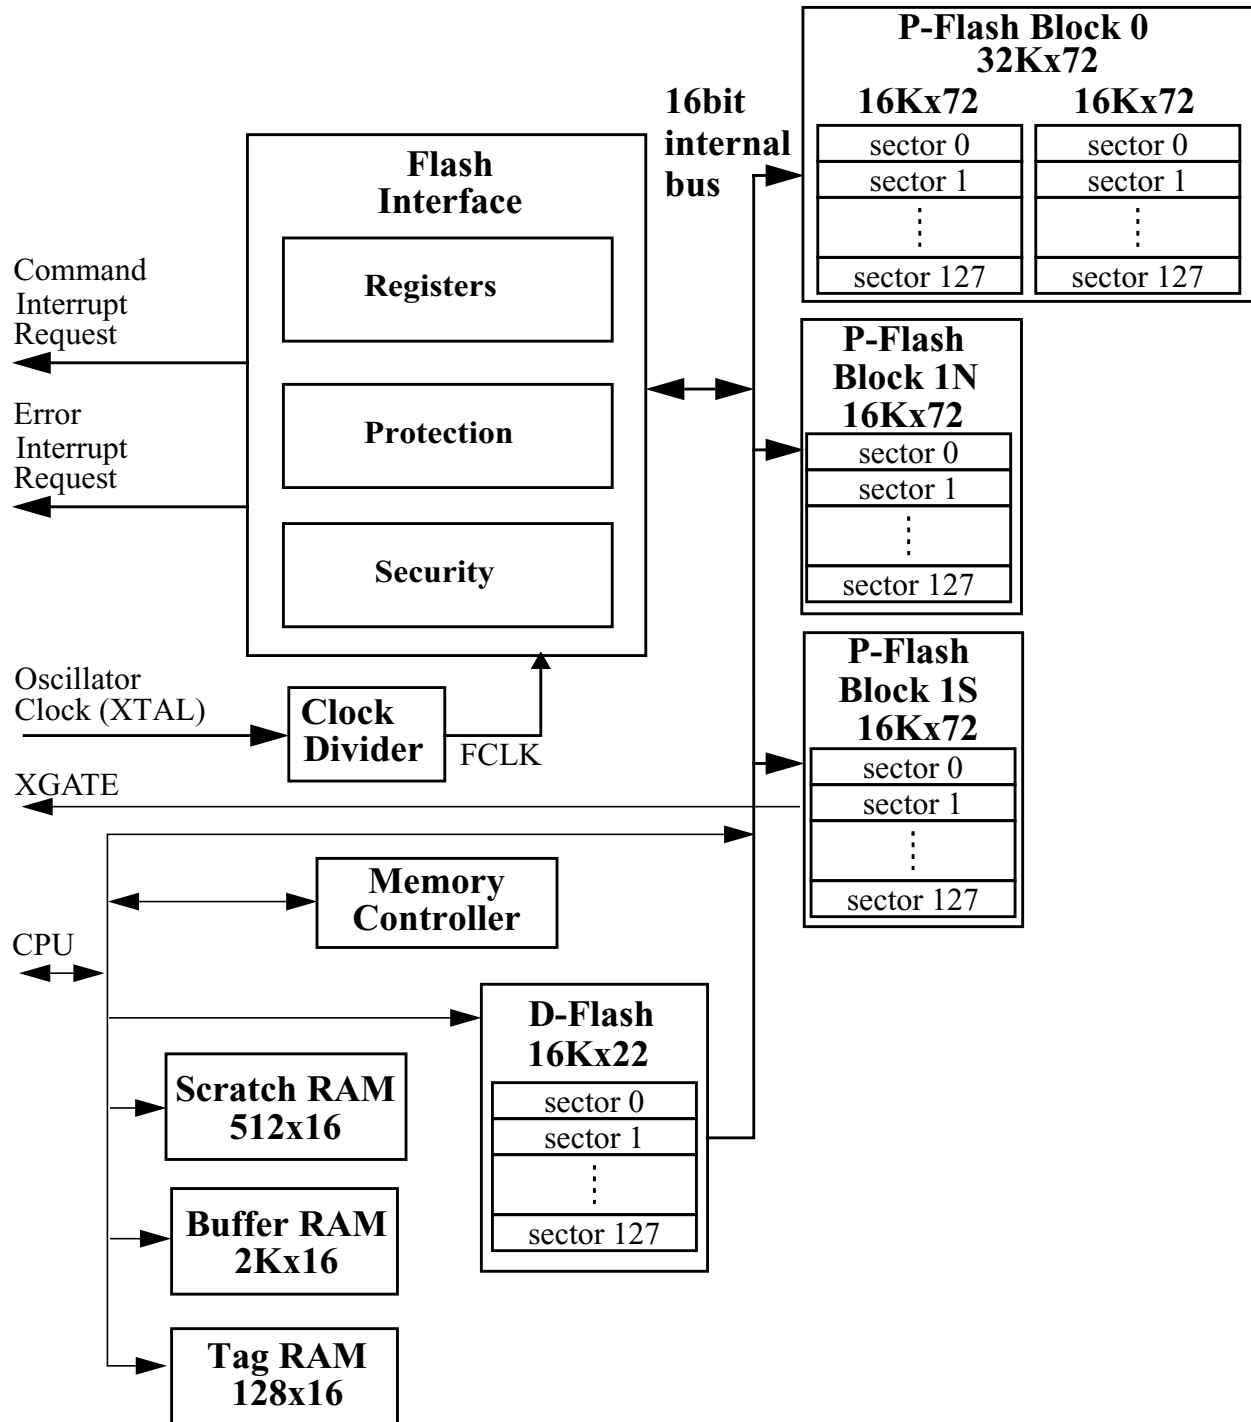 P-Flash Block 0
32Kx72
16Kx72
16Kx72
sector 0
sector 1
sector 127
sector 0
sector 1
sector 127
16bit
internal
bus
Flash
Interface
Registers
Protection
Security
Command
Interrupt
Request
Error
Interrupt
Request
P-Flash
Block 1N
16Kx72
sector 0
sector 1
sector 127
P-Flash
Block 1S
16Kx72
sector 0
sector 1
sector 127
Oscillator
Clock (XTAL)
Clock
Divider
FCLK
XGATE
Memory
Controller
CPU
D-Flash
16Kx22
sector 0
sector 1
sector 127
Scratch RAM
512x16
Buffer RAM
2Kx16
Tag RAM
128x16